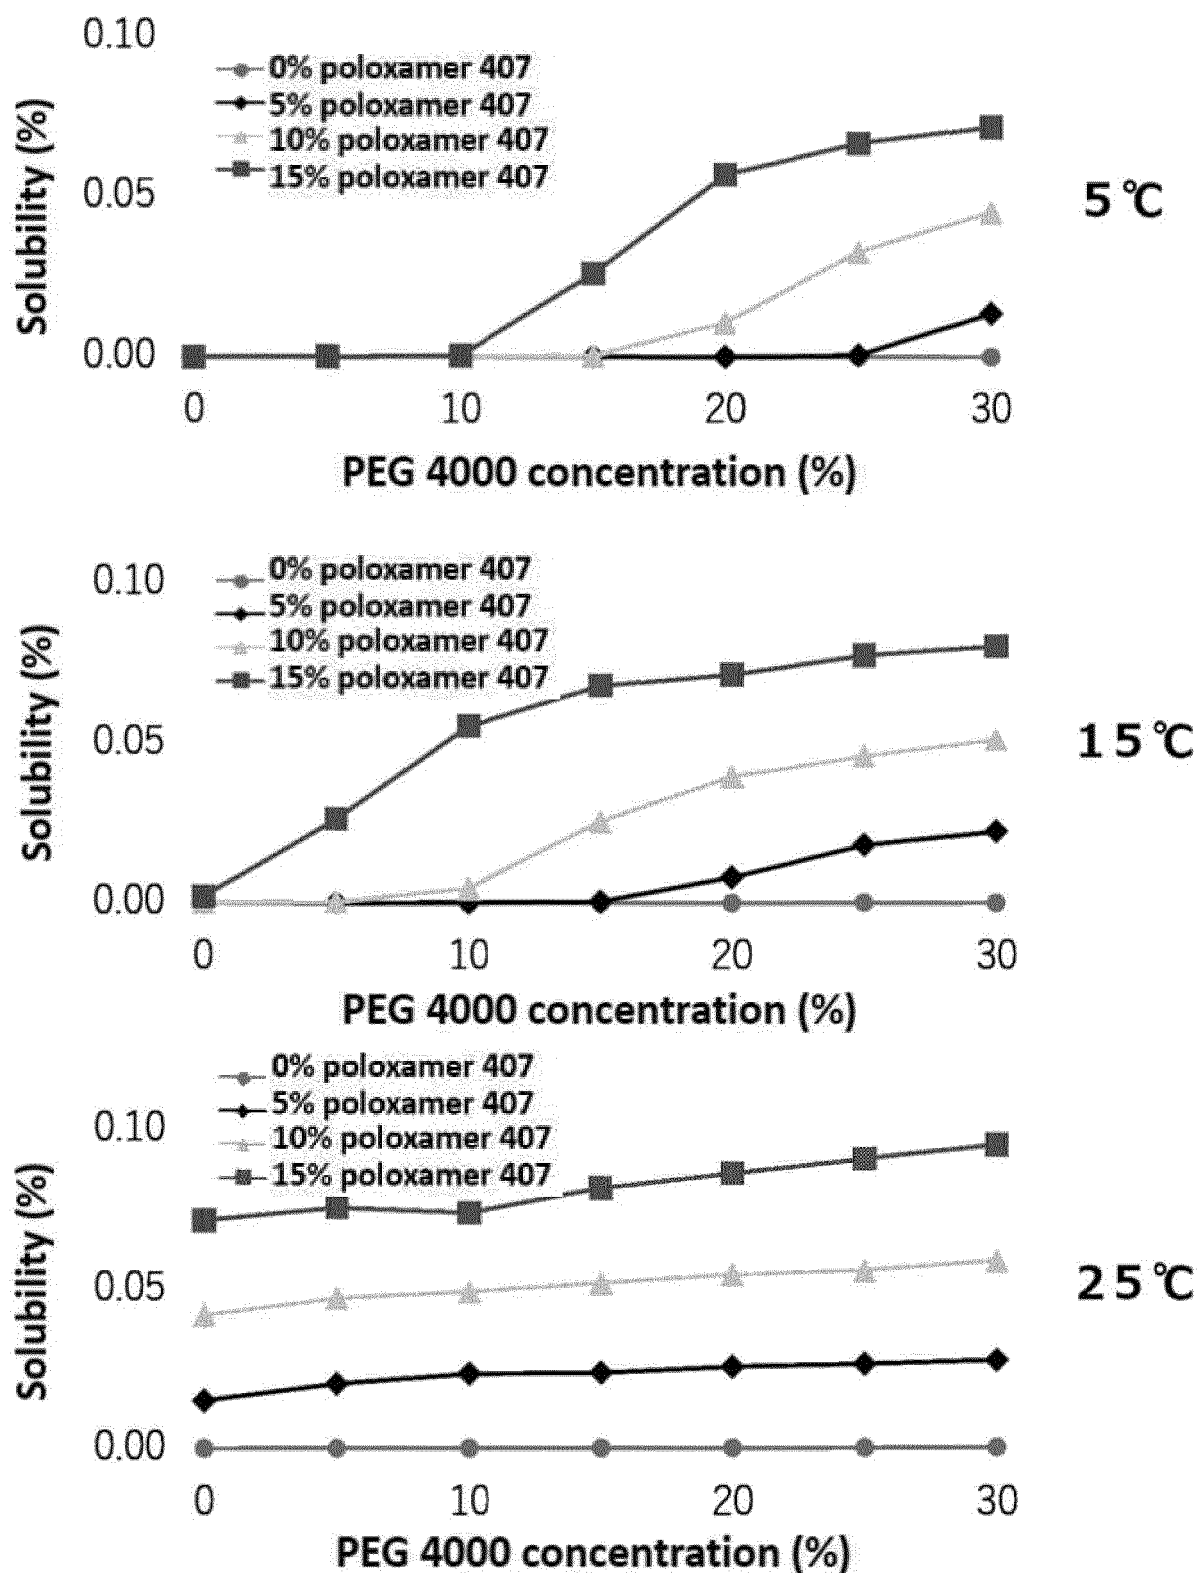 0.10
0% poloxamer 407
5% poloxamer 407
10% poloxamer 407
15% poloxamer 407
Solubility (%)
0.05
5℃
0.00
0 10 20 30
PEG 4000 concentration (%)
0% poloxamer 407
0.10
5% poloxamer 407
10% poloxamer 407
15% poloxamer 407
Solubility (%)
0.05
15℃
0.00
0 10 20 30
PEG 4000 concentration (%)
0% poloxamer 407
5% poloxamer 407
0.10
10% poloxamer 407
15% poloxamer 407
Solubility (%)
0.05
25℃
0.00
0 10 20 30
PEG 4000 concentration (%)